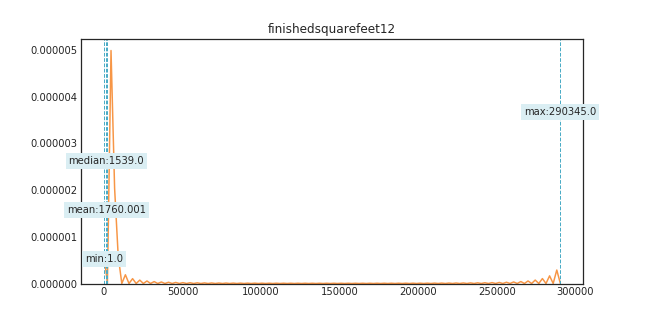 finishedsquarefeet12
0.000005
0.000004
max:290345.0
0.000003
median:1539.0
0.000002
mean:1760.001
0.000001
min:1.0
0.000000
0 50000 100000 150000 200000 250000 300000